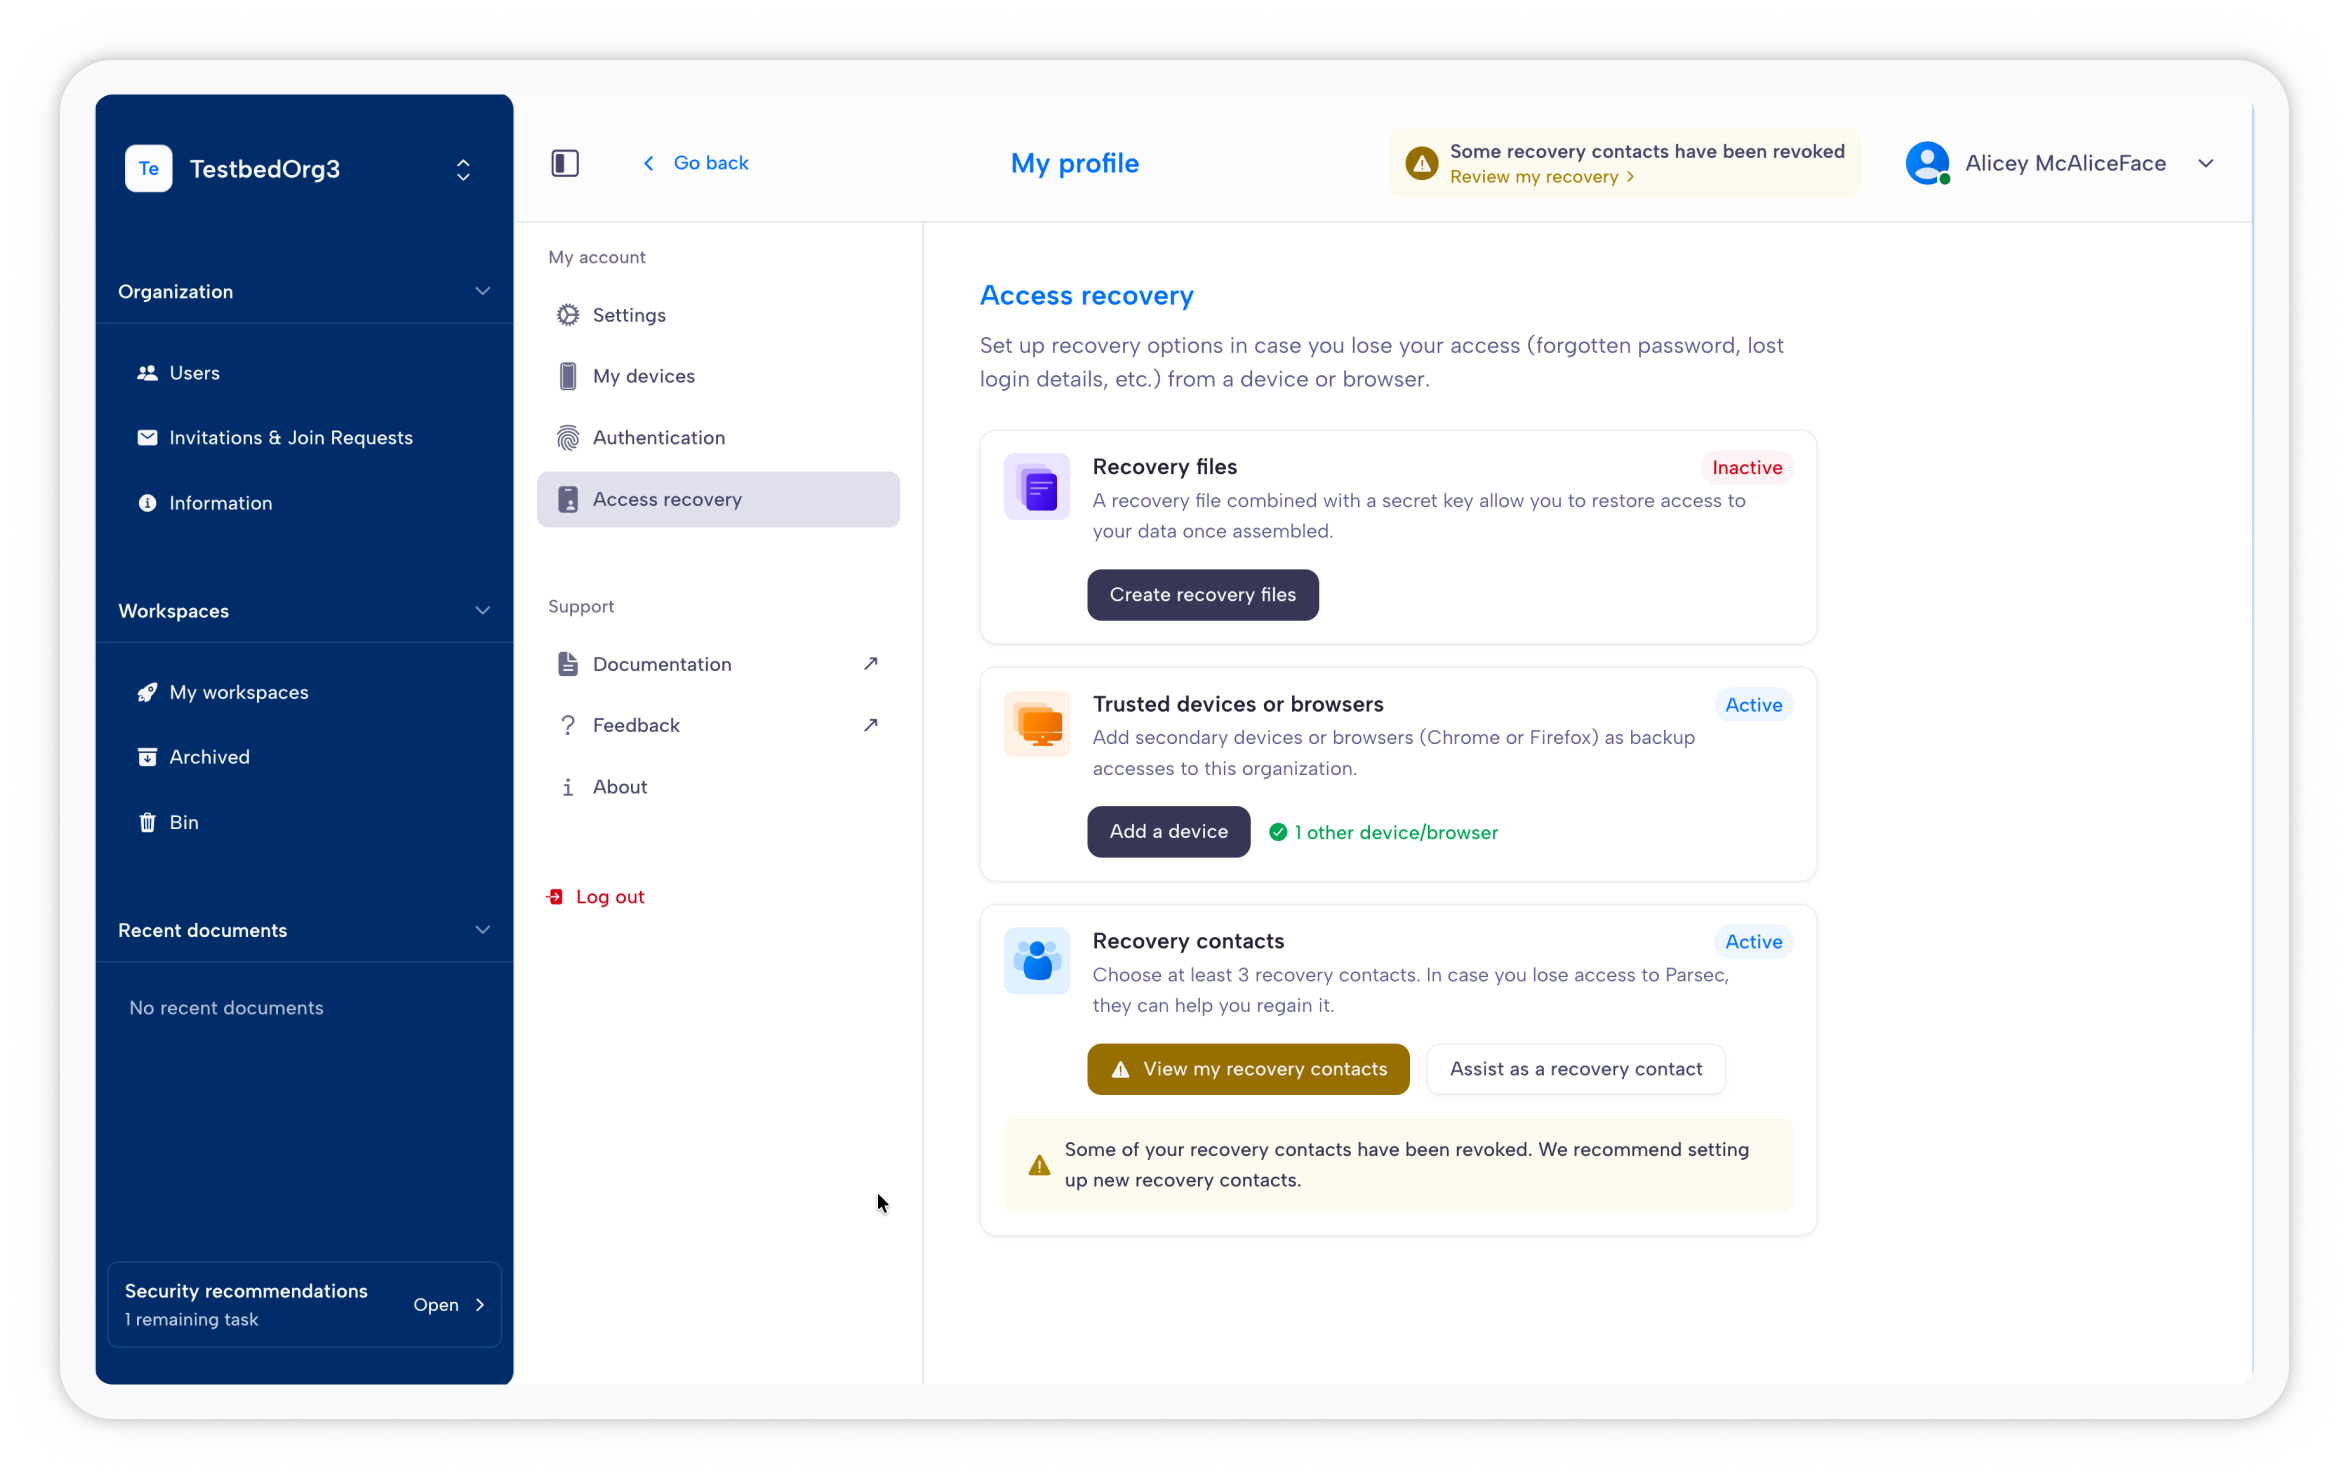 Te
TestbedOrg3
Organization
Users
Invitations & Join Requests
Information
Workspaces
My workspaces
Archived
Bin
Recent documents
No recent documents
Security recommendations
1 remaining task
Open
Go back
My profile
Some recovery contacts have been revoked
Review my recovery
Alicey McAliceFace
My account
Settings
My devices
Authentication
Access recovery
Support
Documentation
Feedback
About
Log out
Access recovery
Set up recovery options in case you lose your access (forgotten password, lost
login details, etc.) from a device or browser.
Recovery files
Inactive
A recovery file combined with a secret key allow you to restore access to
your data once assembled.
Create recovery files
Trusted devices or browsers
Active
Add secondary devices or browsers (Chrome or Firefox) as backup
accesses to this organization.
Add a device
1 other device/browser
Recovery contacts
Active
Choose at least 3 recovery contacts. In case you lose access to Parsec,
they can help you regain it.
View my recovery contacts
Assist as a recovery contact
Some of your recovery contacts have been revoked. We recommend setting
up new recovery contacts.